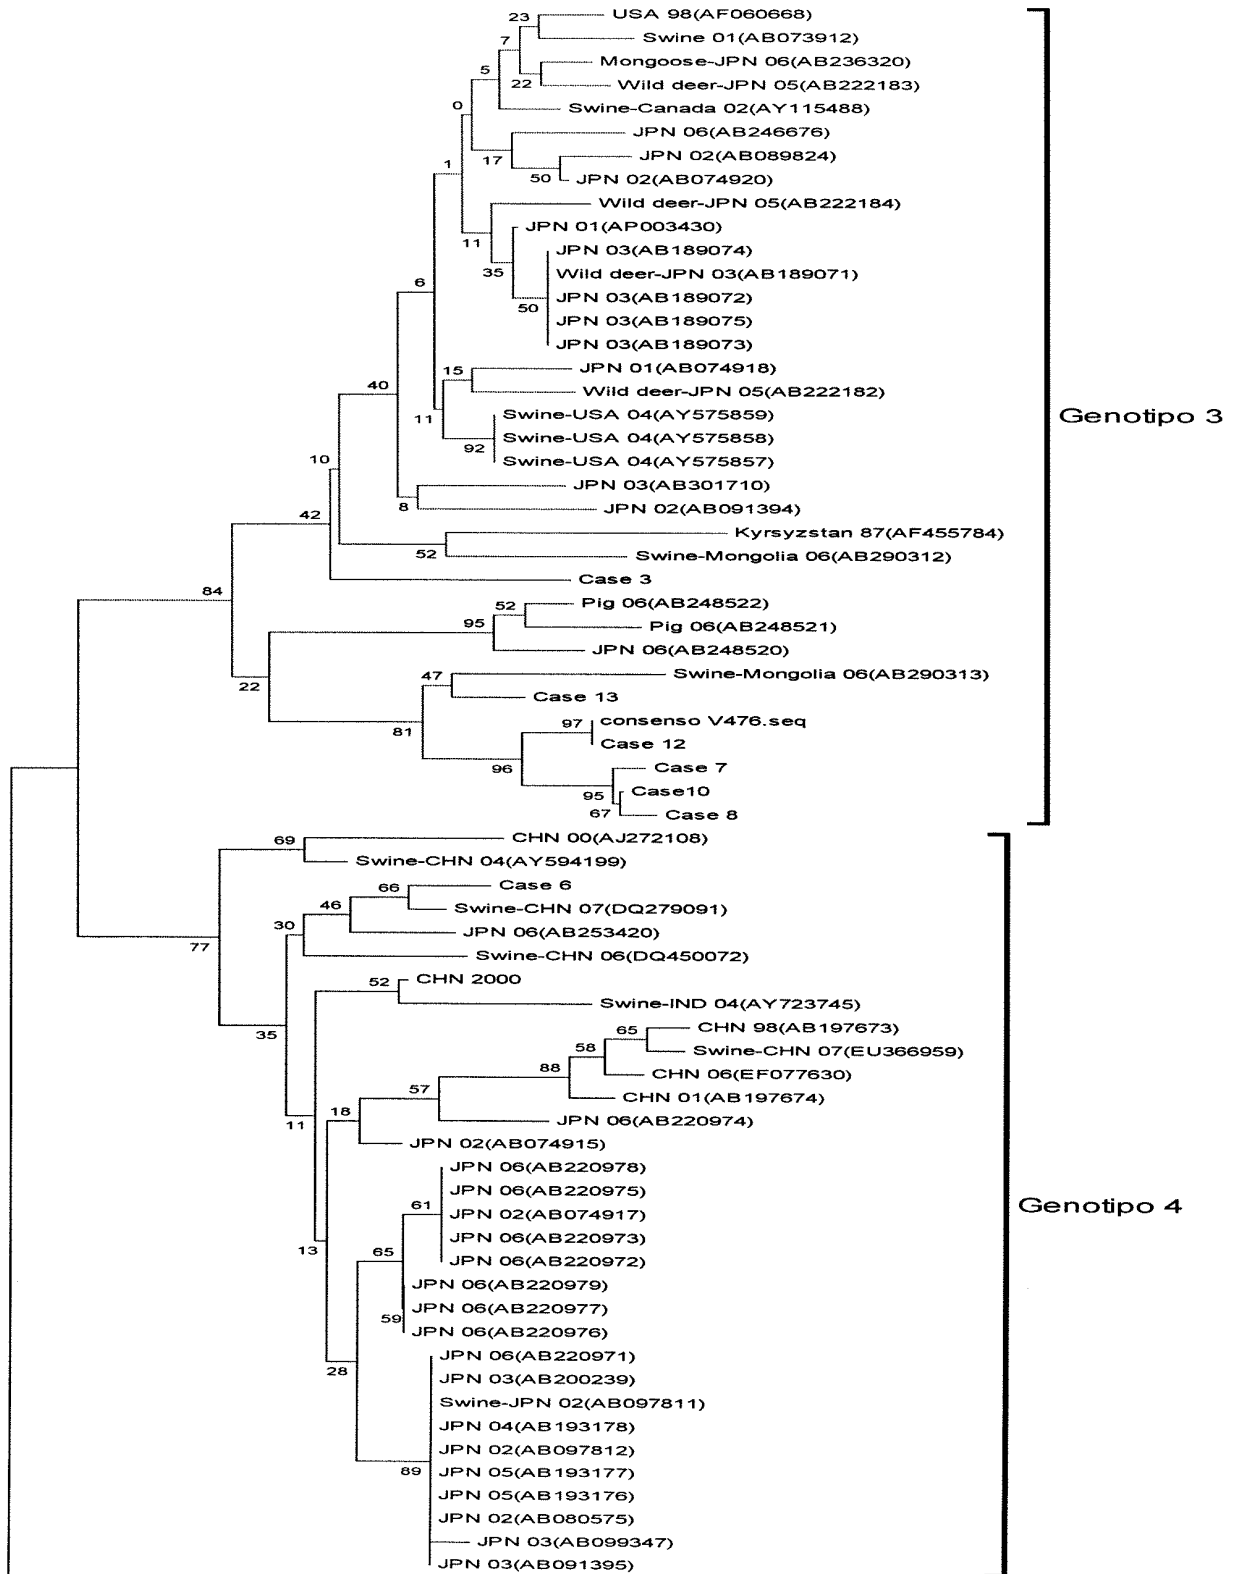 23
USA 98(AF060668)
Swine 01(AB073912)
7
Mongoose-JPN 06(AB236320)
5
22
Wild deer-JPN 05(AB222183)
Swine-Canada 02(AY115488)
0
JPN 06(AB246676)
17
JPN 02(AB089824)
1
50
JPN 02(AB074920)
Wild deer-JPN 05(AB222184)
JPN 01(AP003430)
11
JPN 03(AB189074)
35
Wild deer-JPN 03(AB189071)
6
JPN 03(AB189072)
50
JPN 03(AB189075)
JPN 03(AB189073)
15
JPN 01(AB074918)
40
Wild deer-JPN 05(AB222182)
11
Swine-USA 04(AY575859)
Genotipo 3
Swine-USA 04(AY575858)
92
10
Swine-USA 04(AY575857)
JPN 03(AB301710)
8
JPN 02(AB091394)
42
Kyrsyzstan 87(AF455784)
52
Swine-Mongolia 06(AB290312)
Case 3
84
52
Pig 06(AB248522)
95
Pig 06(AB248521)
JPN 06(AB248520)
22
47
Swine-Mongolia 06(AB290313)
Case 13
81
97
consenso V476.seq
Case 12
96
Case 7
95
Case10
67
Case 8
69
CHN 00(AJ272108)
Swine-CHN 04(AY594199)
66
Case 6
46
Swine-CHN 07(DQ279091)
30
JPN 06(AB253420)
77
Swine-CHN 06(DQ450072)
52
CHN 2000
Swine-IND 04(AY723745)
35
65
CHN 98(AB197673)
58
Swine-CHN 07(EU366959)
88
CHN 06(EF077630)
57
CHN 01(AB197674)
18
11
JPN 06(AB220974)
JPN 02(AB074915)
JPN 06(AB220978)
JPN 06(AB220975)
61
JPN 02(AB074917)
Genotipo 4
JPN 06(AB220973)
13
65
JPN 06(AB220972)
JPN 06(AB220979)
JPN 06(AB220977)
59
JPN 06(AB220976)
JPN 06(AB220971)
28
JPN 03(AB200239)
Swine-JPN 02(AB097811)
JPN 04(AB193178)
JPN 02(AB097812)
89
JPN 05(AB193177)
JPN 05(AB193176)
JPN 02(AB080575)
JPN 03(AB099347)
JPN 03(AB091395)